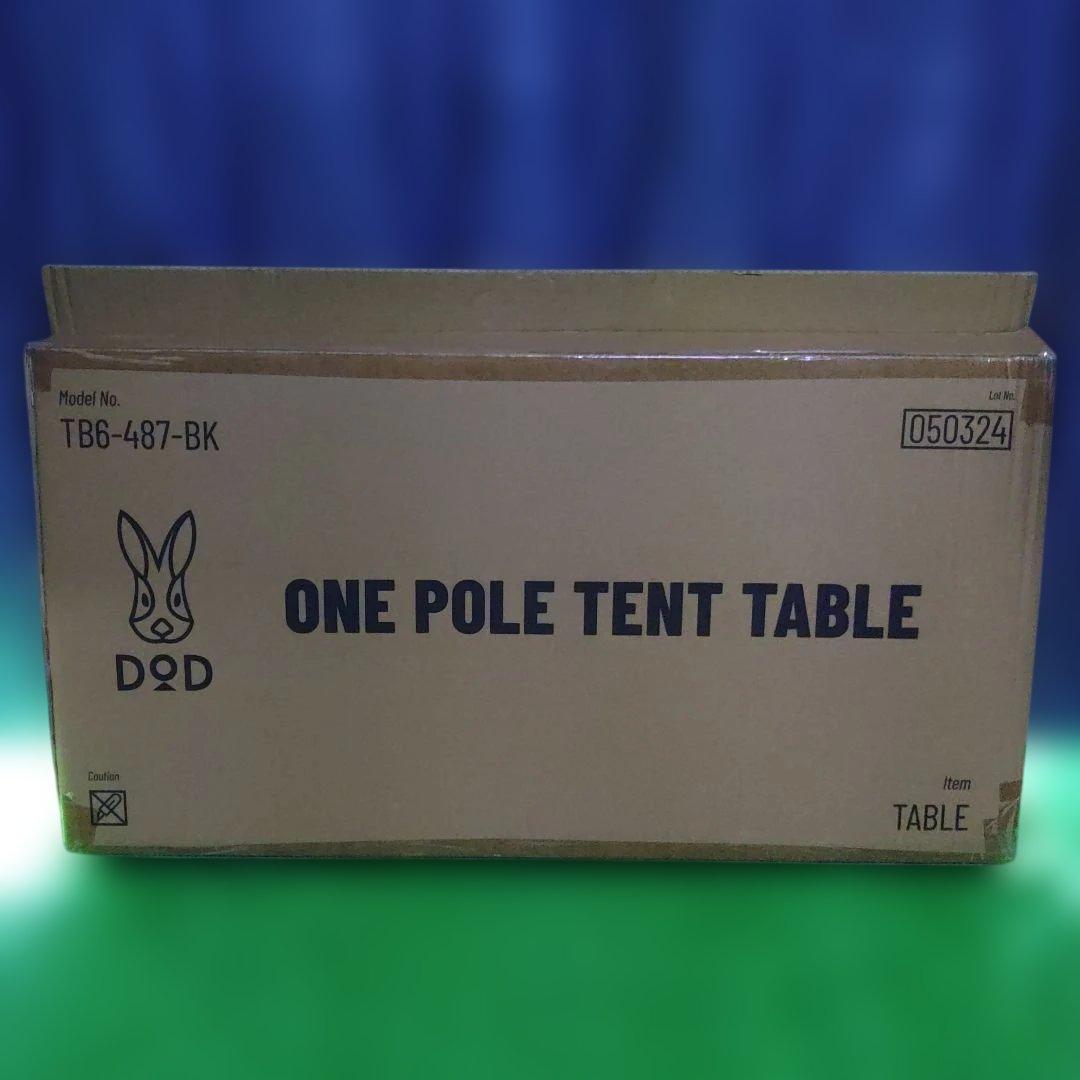 Model No.
TB6-487-BK
Lot No.
050324
DOD
ONE POLE TENT TABLE
Caution
Item
TABLE